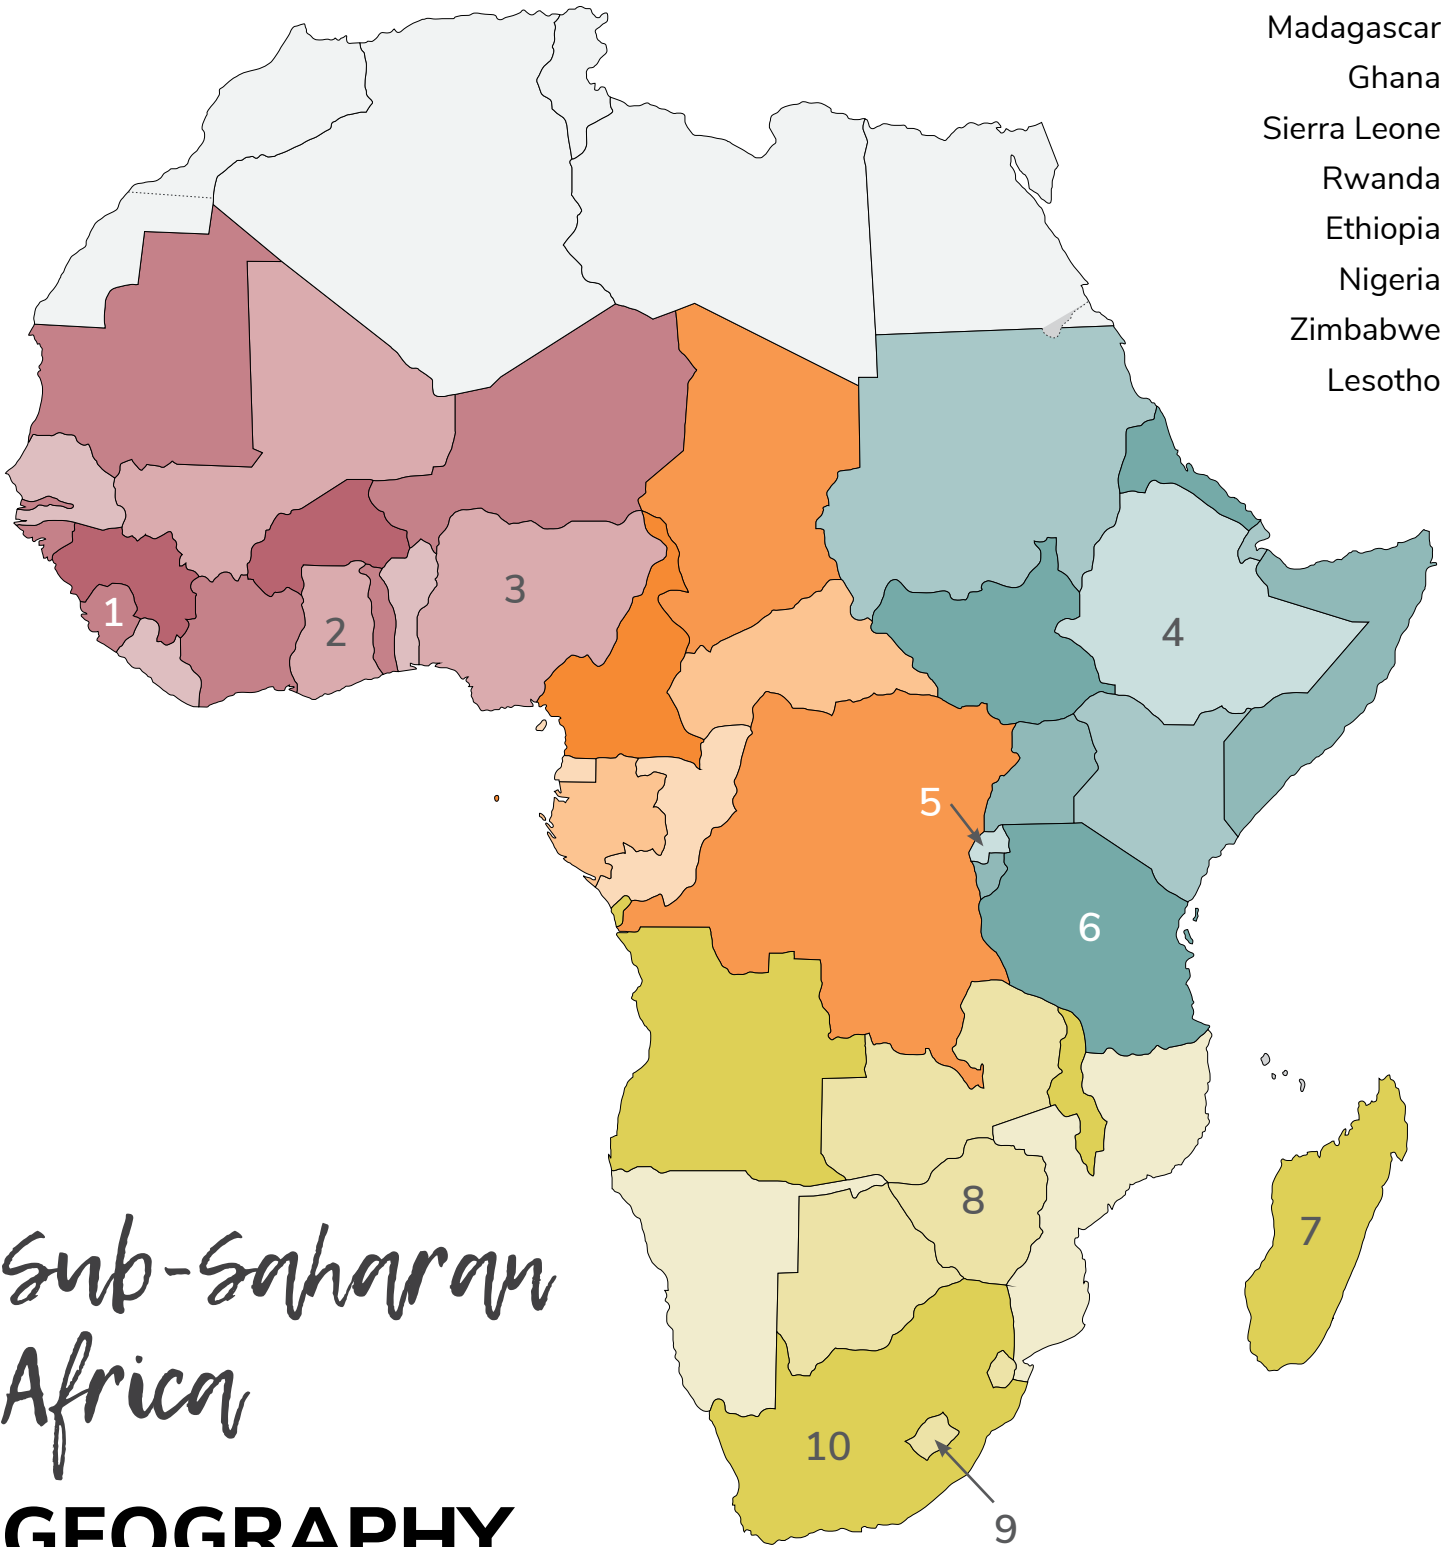 Madagascar
Ghana
Sierra Leone
Rwanda
Ethiopia
Nigeria
Zimbabwe
Lesotho
1
2
3
4
5
6
7
8
9
10
Sub-Saharan
Africa
GEOGRAPHY